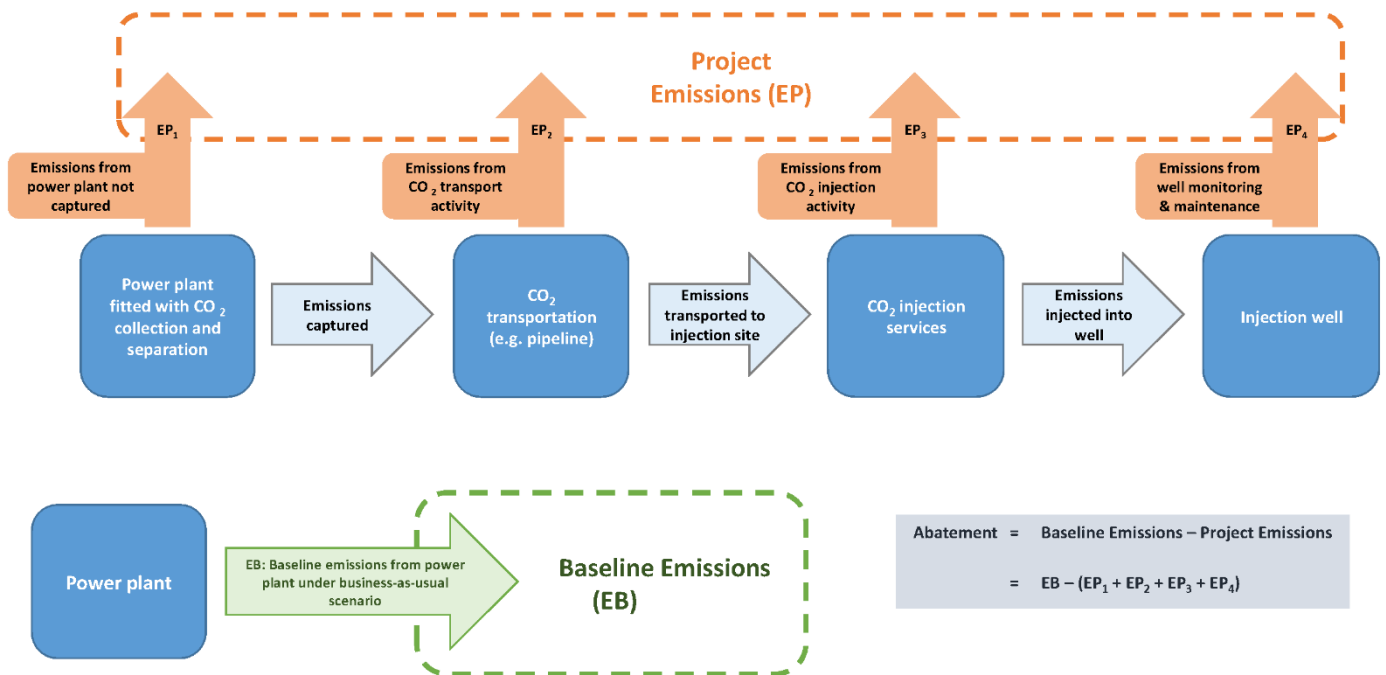 Project
Emissions (EP)
EP₁
EP₂
EP₃
EP₄
Emissions from
power plant not
captured
Emissions from
CO₂ transport
activity
Emissions from
CO₂ injection
activity
Emissions from
well monitoring
& maintenance
Power plant
fitted with CO₂
collection and
separation
Emissions
captured
CO₂
transportation
(e.g. pipeline)
Emissions
transported to
injection site
CO₂ injection
services
Emissions
injected into
well
Injection well
Power plant
EB: Baseline emissions from power
plant under business-as-usual
scenario
Baseline Emissions
(EB)
Abatement = Baseline Emissions – Project Emissions
= EB – (EP₁ + EP₂ + EP₃ + EP₄)